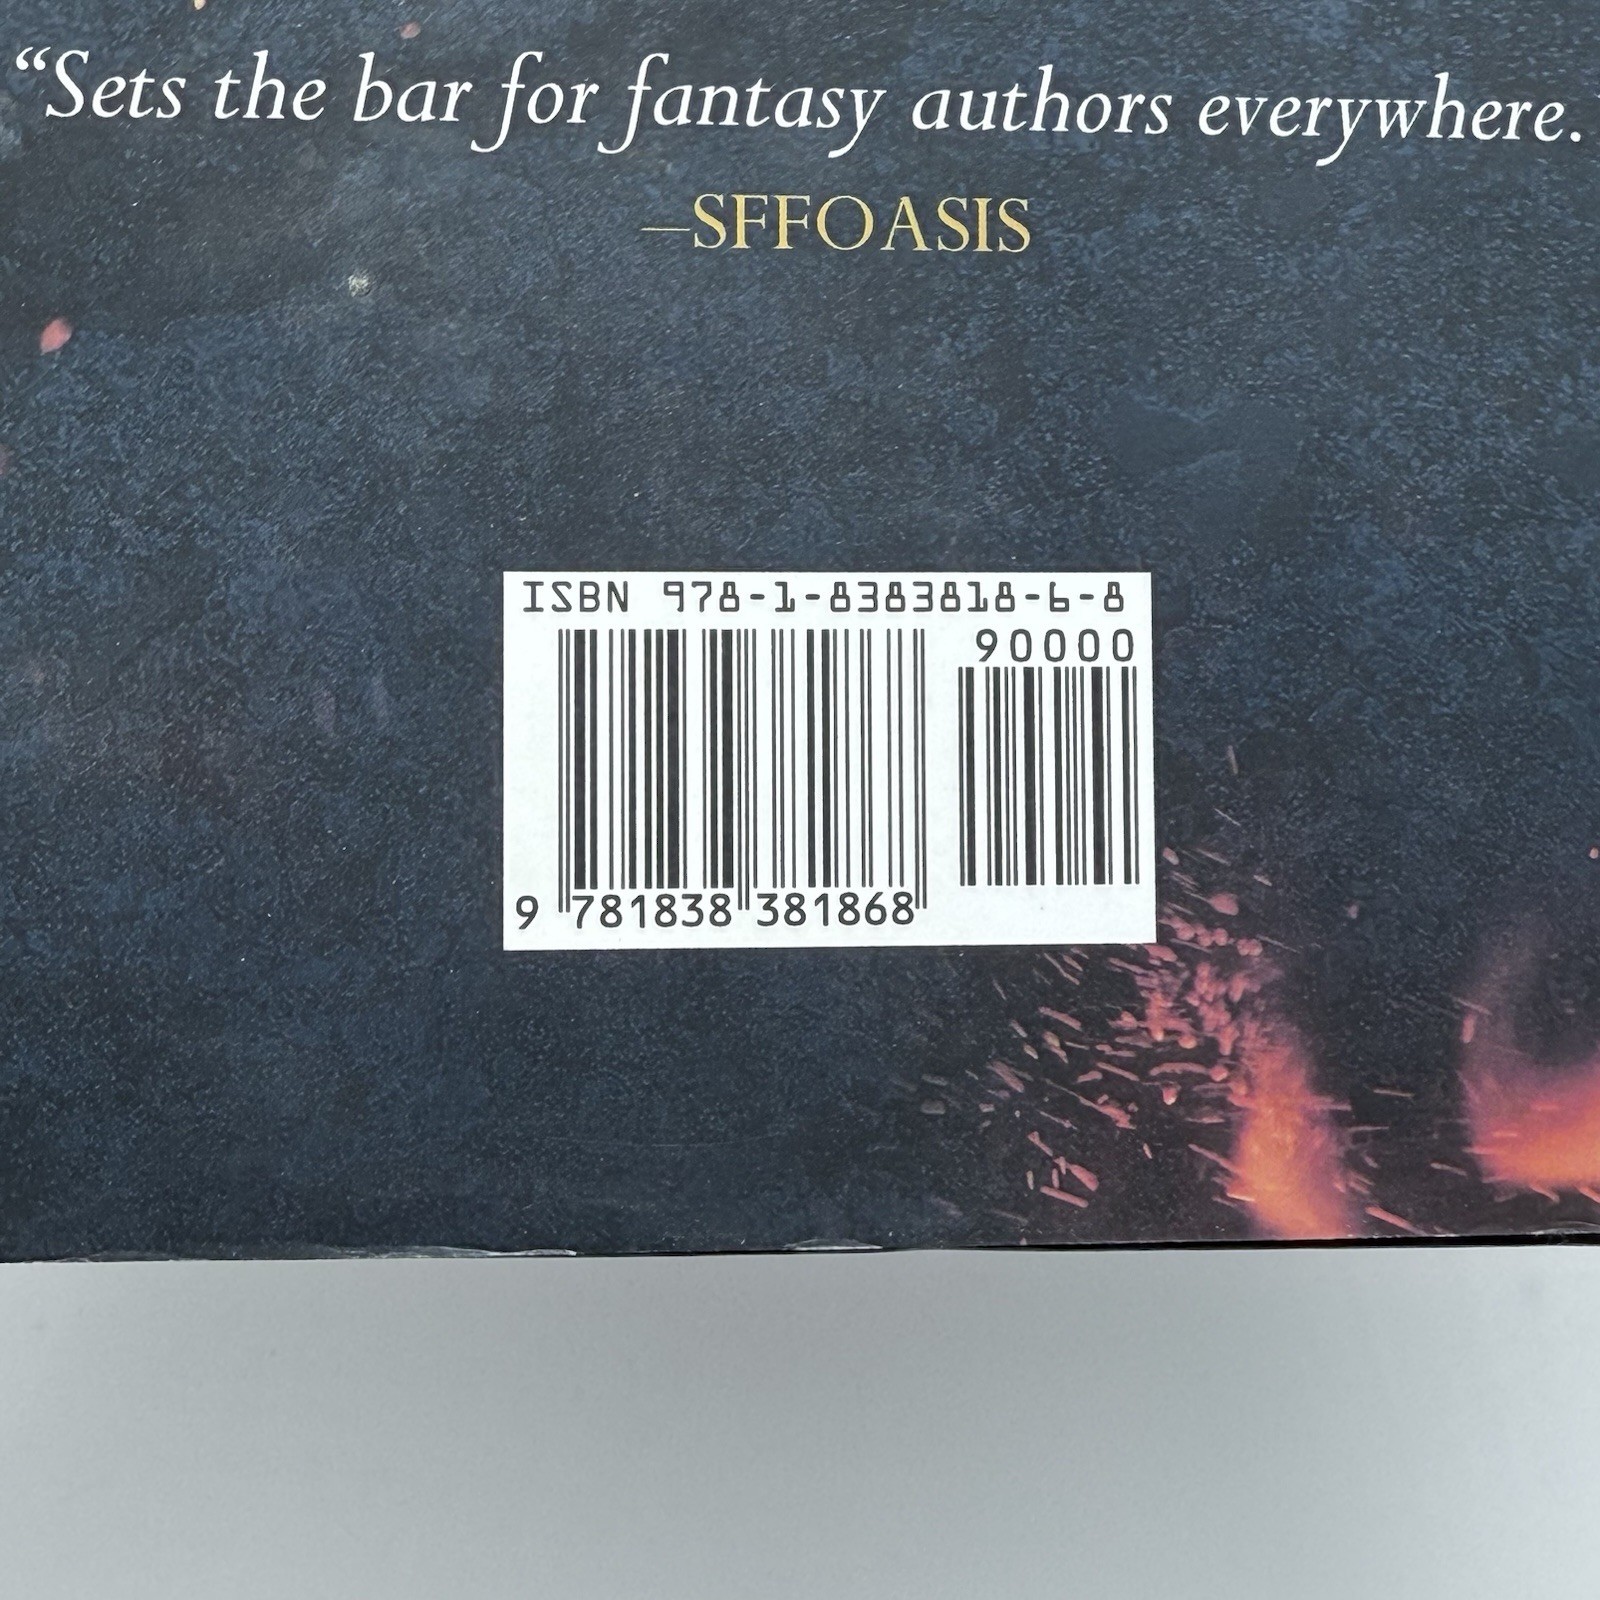 “Sets the bar for fantasy authors everywhere.
–SFFOASIS
ISBN 978-1-8383818-6-8
90000
9 781838 381868